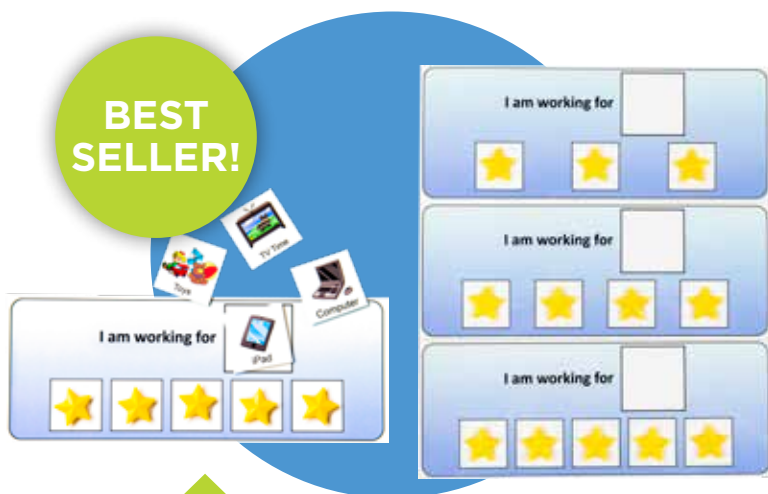 BEST
SELLER!
TV Time
Toys
Computer
I am working for
iPad
I am working for
I am working for
I am working for